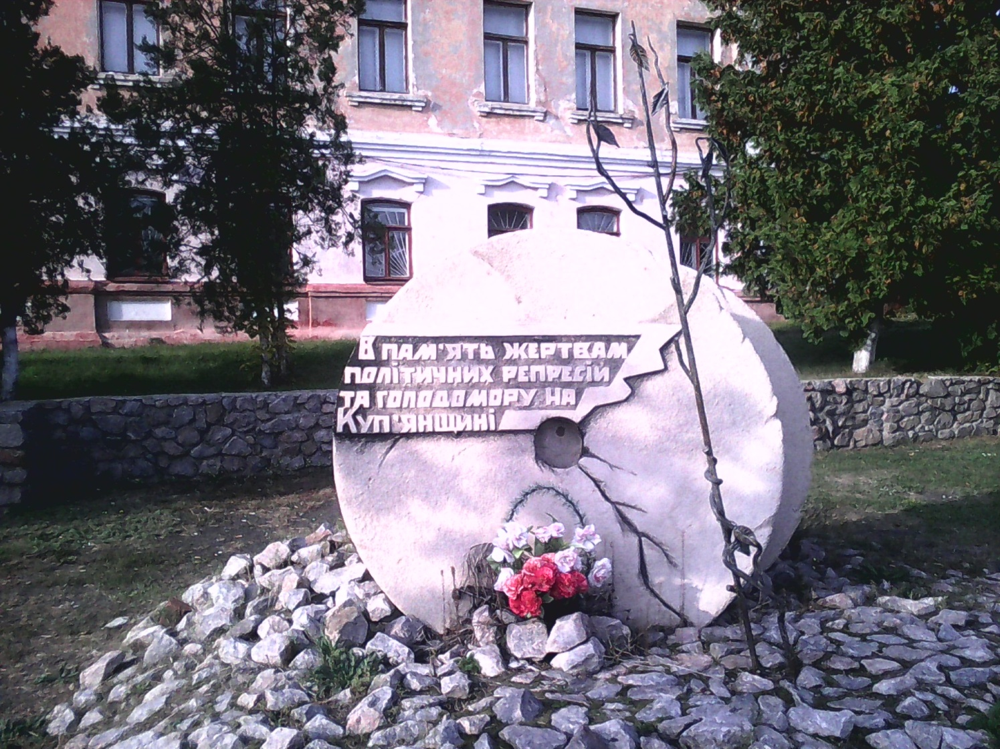 В ПАМ'ЯТЬ ЖЕРТВАМ
ПОЛІТИЧНИХ РЕПРЕСІЙ
ТА ГОЛОДОМОРУ НА
КУП'ЯНЩИНІ